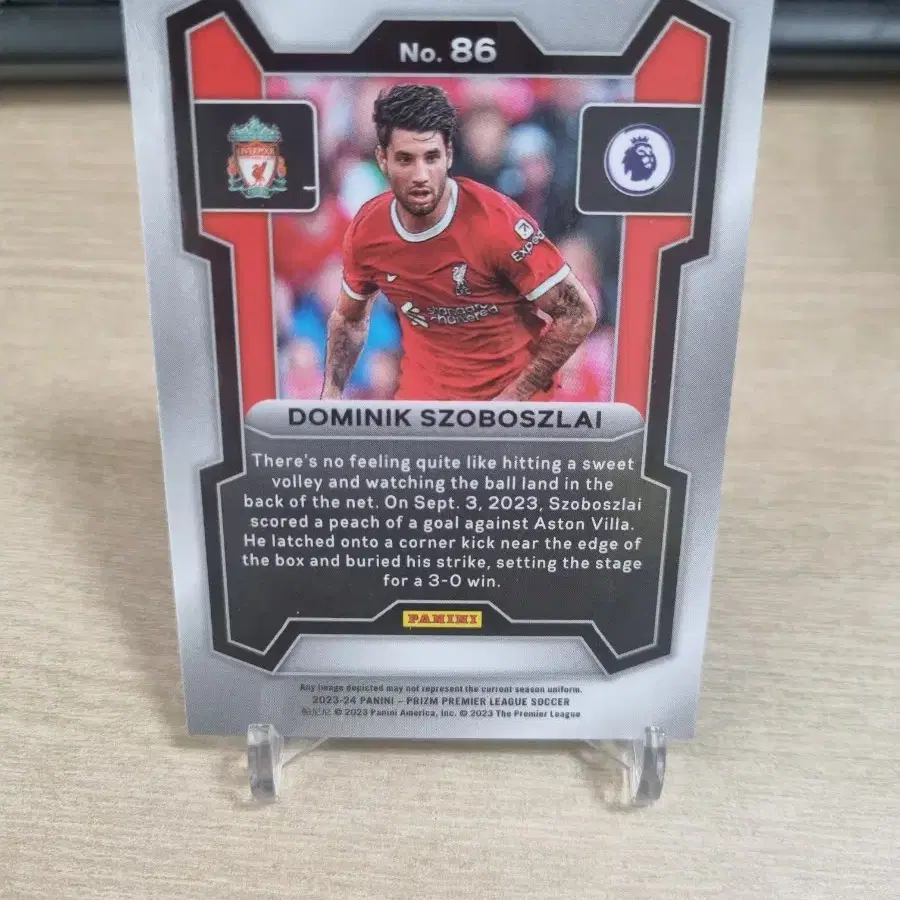 No. 86
LIVERPOOL
Exped
standard
chartered
DOMINIK SZOBOSZLAI
There's no feeling quite like hitting a sweet
volley and watching the ball land in the
back of the net. On Sept. 3, 2023, Szoboszlai
scored a peach of a goal against Aston Villa.
He latched onto a corner kick near the edge of
the box and buried his strike, setting the stage
for a 3-0 win.
PANINI
Any image depicted may not represent the current season uniform.
2023-24 PANINI – PRIZM PREMIER LEAGUE SOCCER
© 2023 Panini America, Inc. © 2023 The Premier League